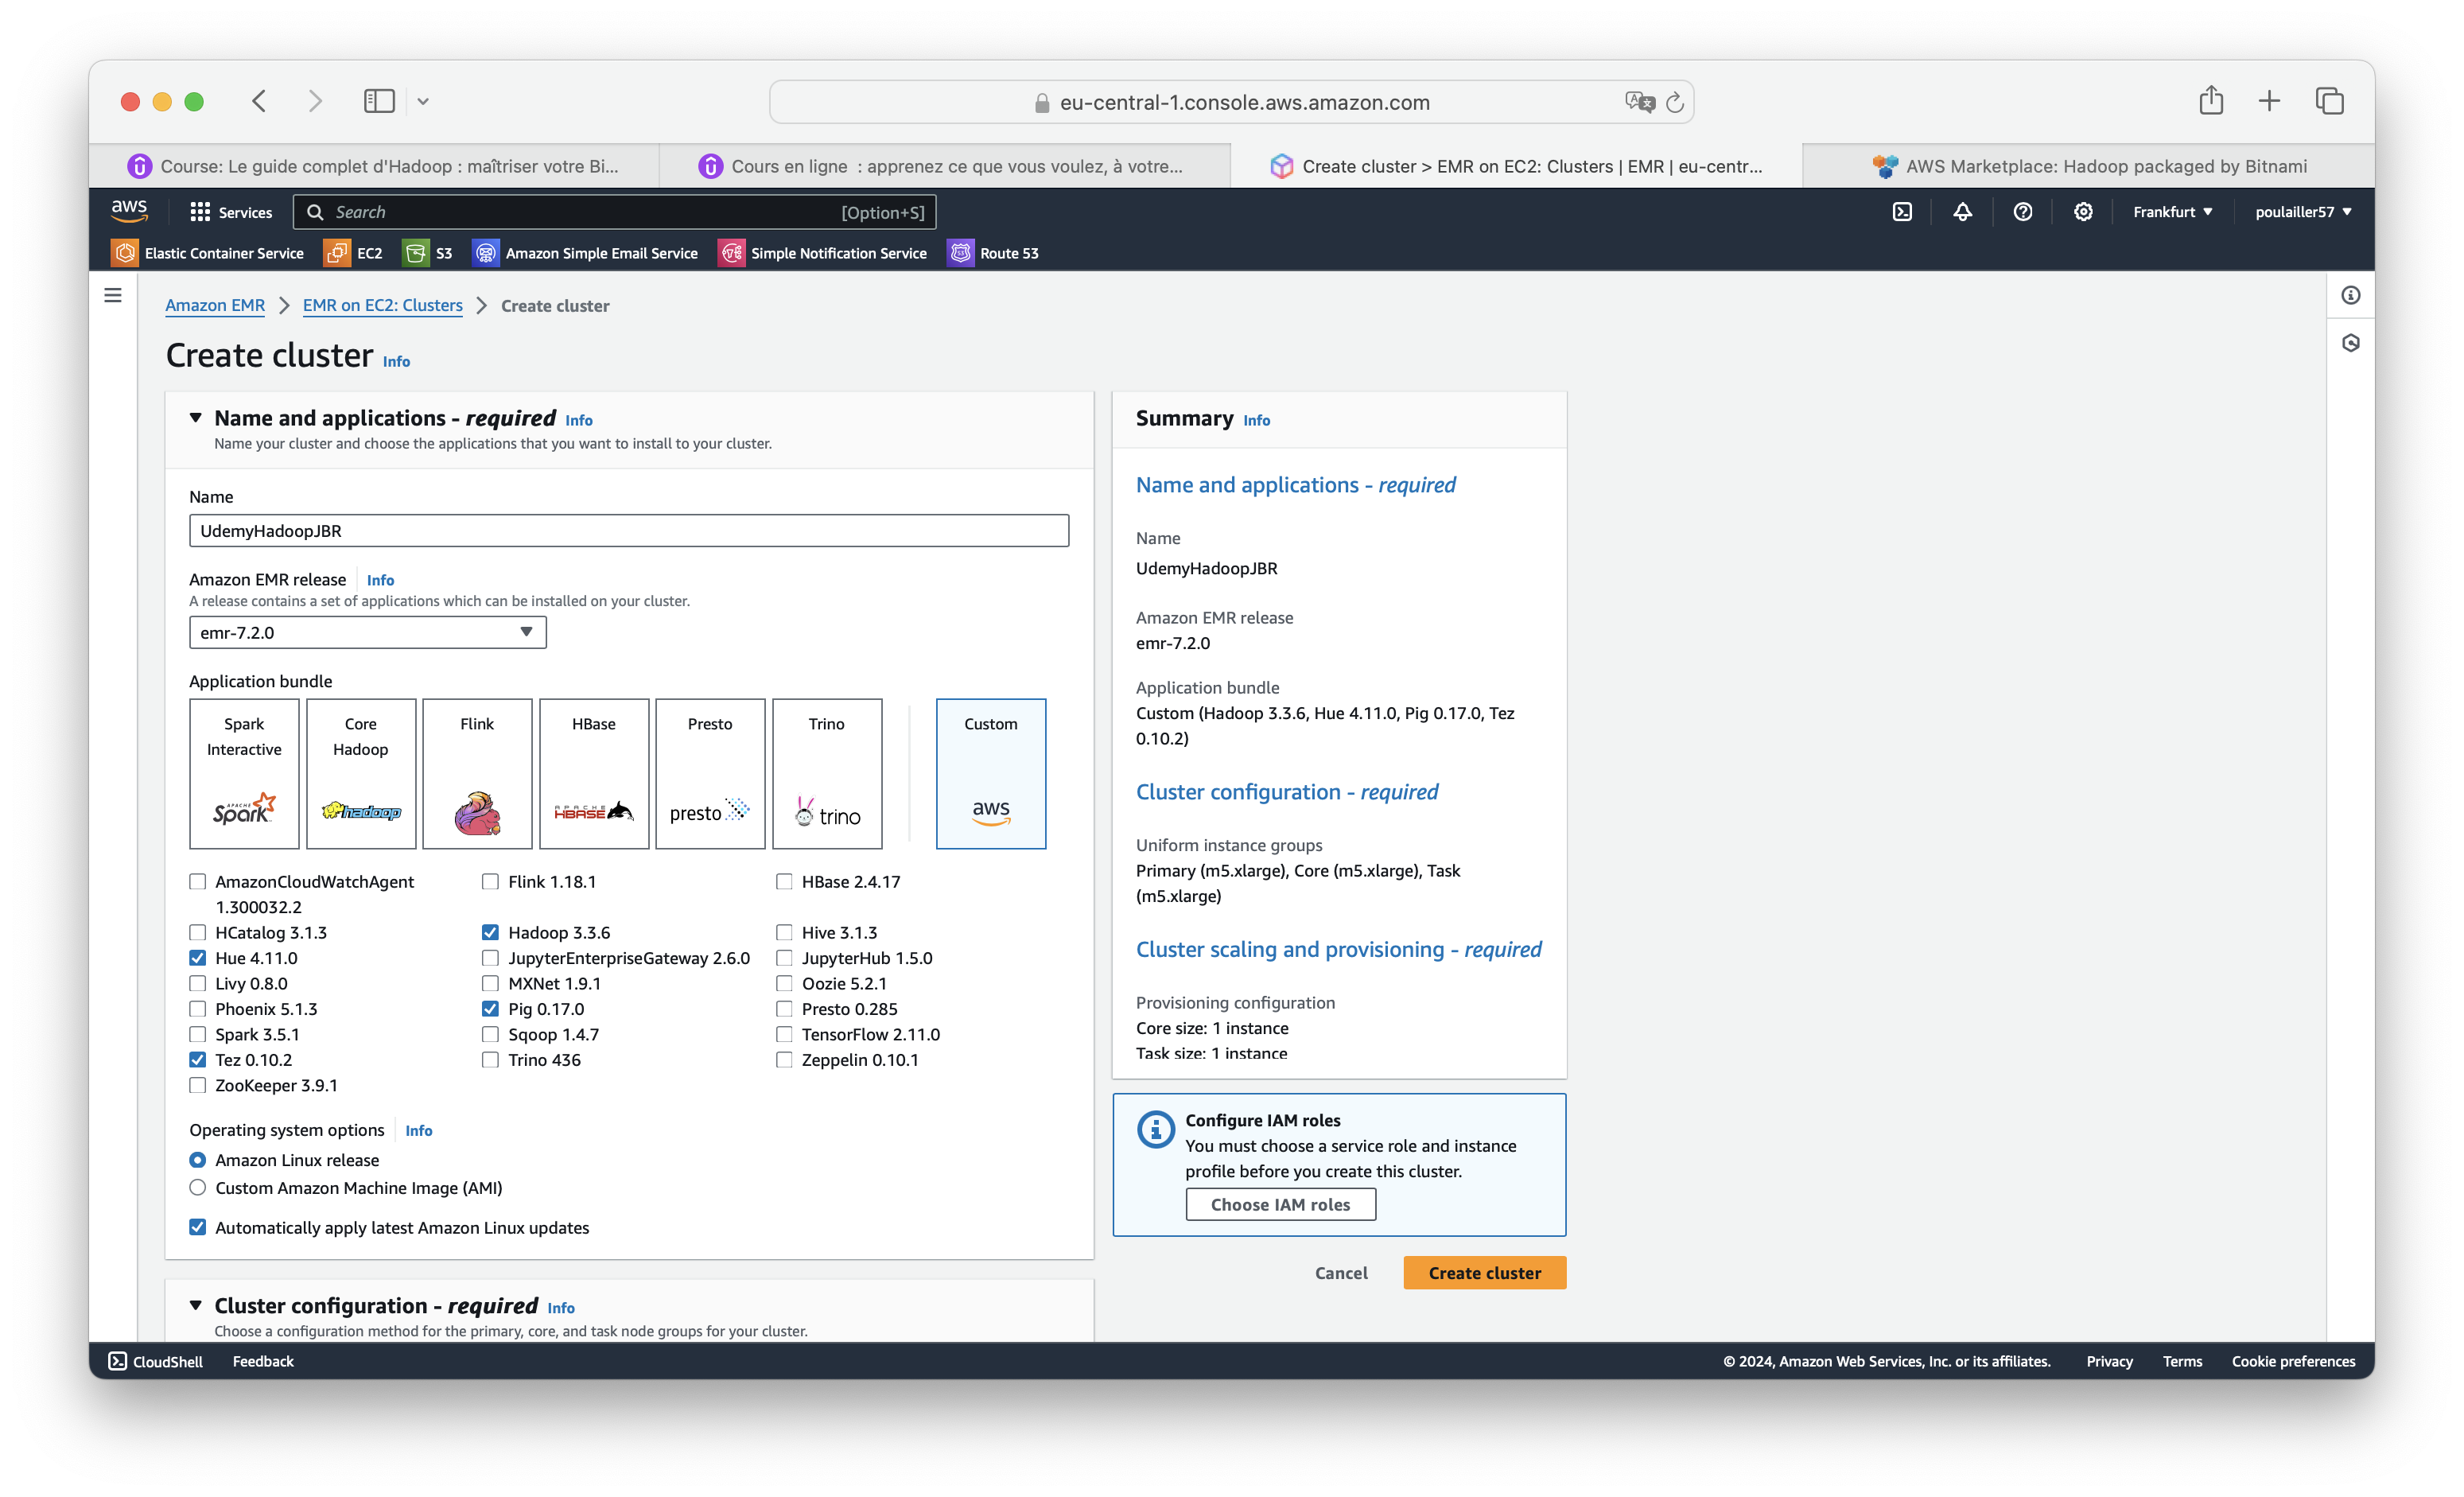 eu-central-1.console.aws.amazon.com
Course: Le guide complet d'Hadoop : maîtriser votre Bi...
Cours en ligne : apprenez ce que vous voulez, à votre...
Create cluster > EMR on EC2: Clusters | EMR | eu-centr...
AWS Marketplace: Hadoop packaged by Bitnami
aws
Services
Search
[Option+S]
Frankfurt
poulailler57
Elastic Container Service
EC2
S3
Amazon Simple Email Service
Simple Notification Service
Route 53
Amazon EMR
EMR on EC2: Clusters
Create cluster
Create cluster Info
Name and applications - required Info
Name your cluster and choose the applications that you want to install to your cluster.
Name
UdemyHadoopJBR
Amazon EMR release Info
A release contains a set of applications which can be installed on your cluster.
emr-7.2.0
Application bundle
Spark
Interactive
APACHE
Spark
Core
Hadoop
hadoop
Flink
HBase
APACHE
HBASE
Presto
presto
Trino
trino
Custom
aws
AmazonCloudWatchAgent
1.300032.2
Flink 1.18.1
HBase 2.4.17
HCatalog 3.1.3
Hadoop 3.3.6
Hive 3.1.3
Hue 4.11.0
JupyterEnterpriseGateway 2.6.0
JupyterHub 1.5.0
Livy 0.8.0
MXNet 1.9.1
Oozie 5.2.1
Phoenix 5.1.3
Pig 0.17.0
Presto 0.285
Spark 3.5.1
Sqoop 1.4.7
TensorFlow 2.11.0
Tez 0.10.2
Trino 436
Zeppelin 0.10.1
ZooKeeper 3.9.1
Operating system options Info
Amazon Linux release
Custom Amazon Machine Image (AMI)
Automatically apply latest Amazon Linux updates
Cluster configuration - required Info
Choose a configuration method for the primary, core, and task node groups for your cluster.
Summary Info
Name and applications - required
Name
UdemyHadoopJBR
Amazon EMR release
emr-7.2.0
Application bundle
Custom (Hadoop 3.3.6, Hue 4.11.0, Pig 0.17.0, Tez
0.10.2)
Cluster configuration - required
Uniform instance groups
Primary (m5.xlarge), Core (m5.xlarge), Task
(m5.xlarge)
Cluster scaling and provisioning - required
Provisioning configuration
Core size: 1 instance
Task size: 1 instance
Configure IAM roles
You must choose a service role and instance
profile before you create this cluster.
Choose IAM roles
Cancel
Create cluster
CloudShell
Feedback
© 2024, Amazon Web Services, Inc. or its affiliates.
Privacy
Terms
Cookie preferences